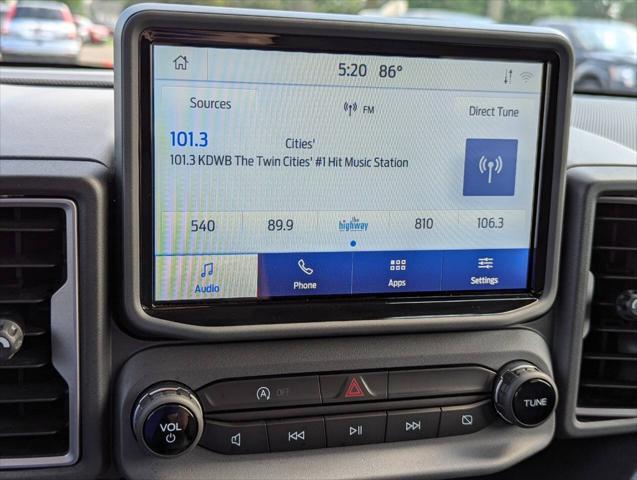 5:20 86°
Sources
FM
Direct Tune
101.3
Cities'
101.3 KDWB The Twin Cities' #1 Hit Music Station
540 89.9 the highway 810 106.3
Audio Phone Apps Settings
A OFF
VOL
TUNE